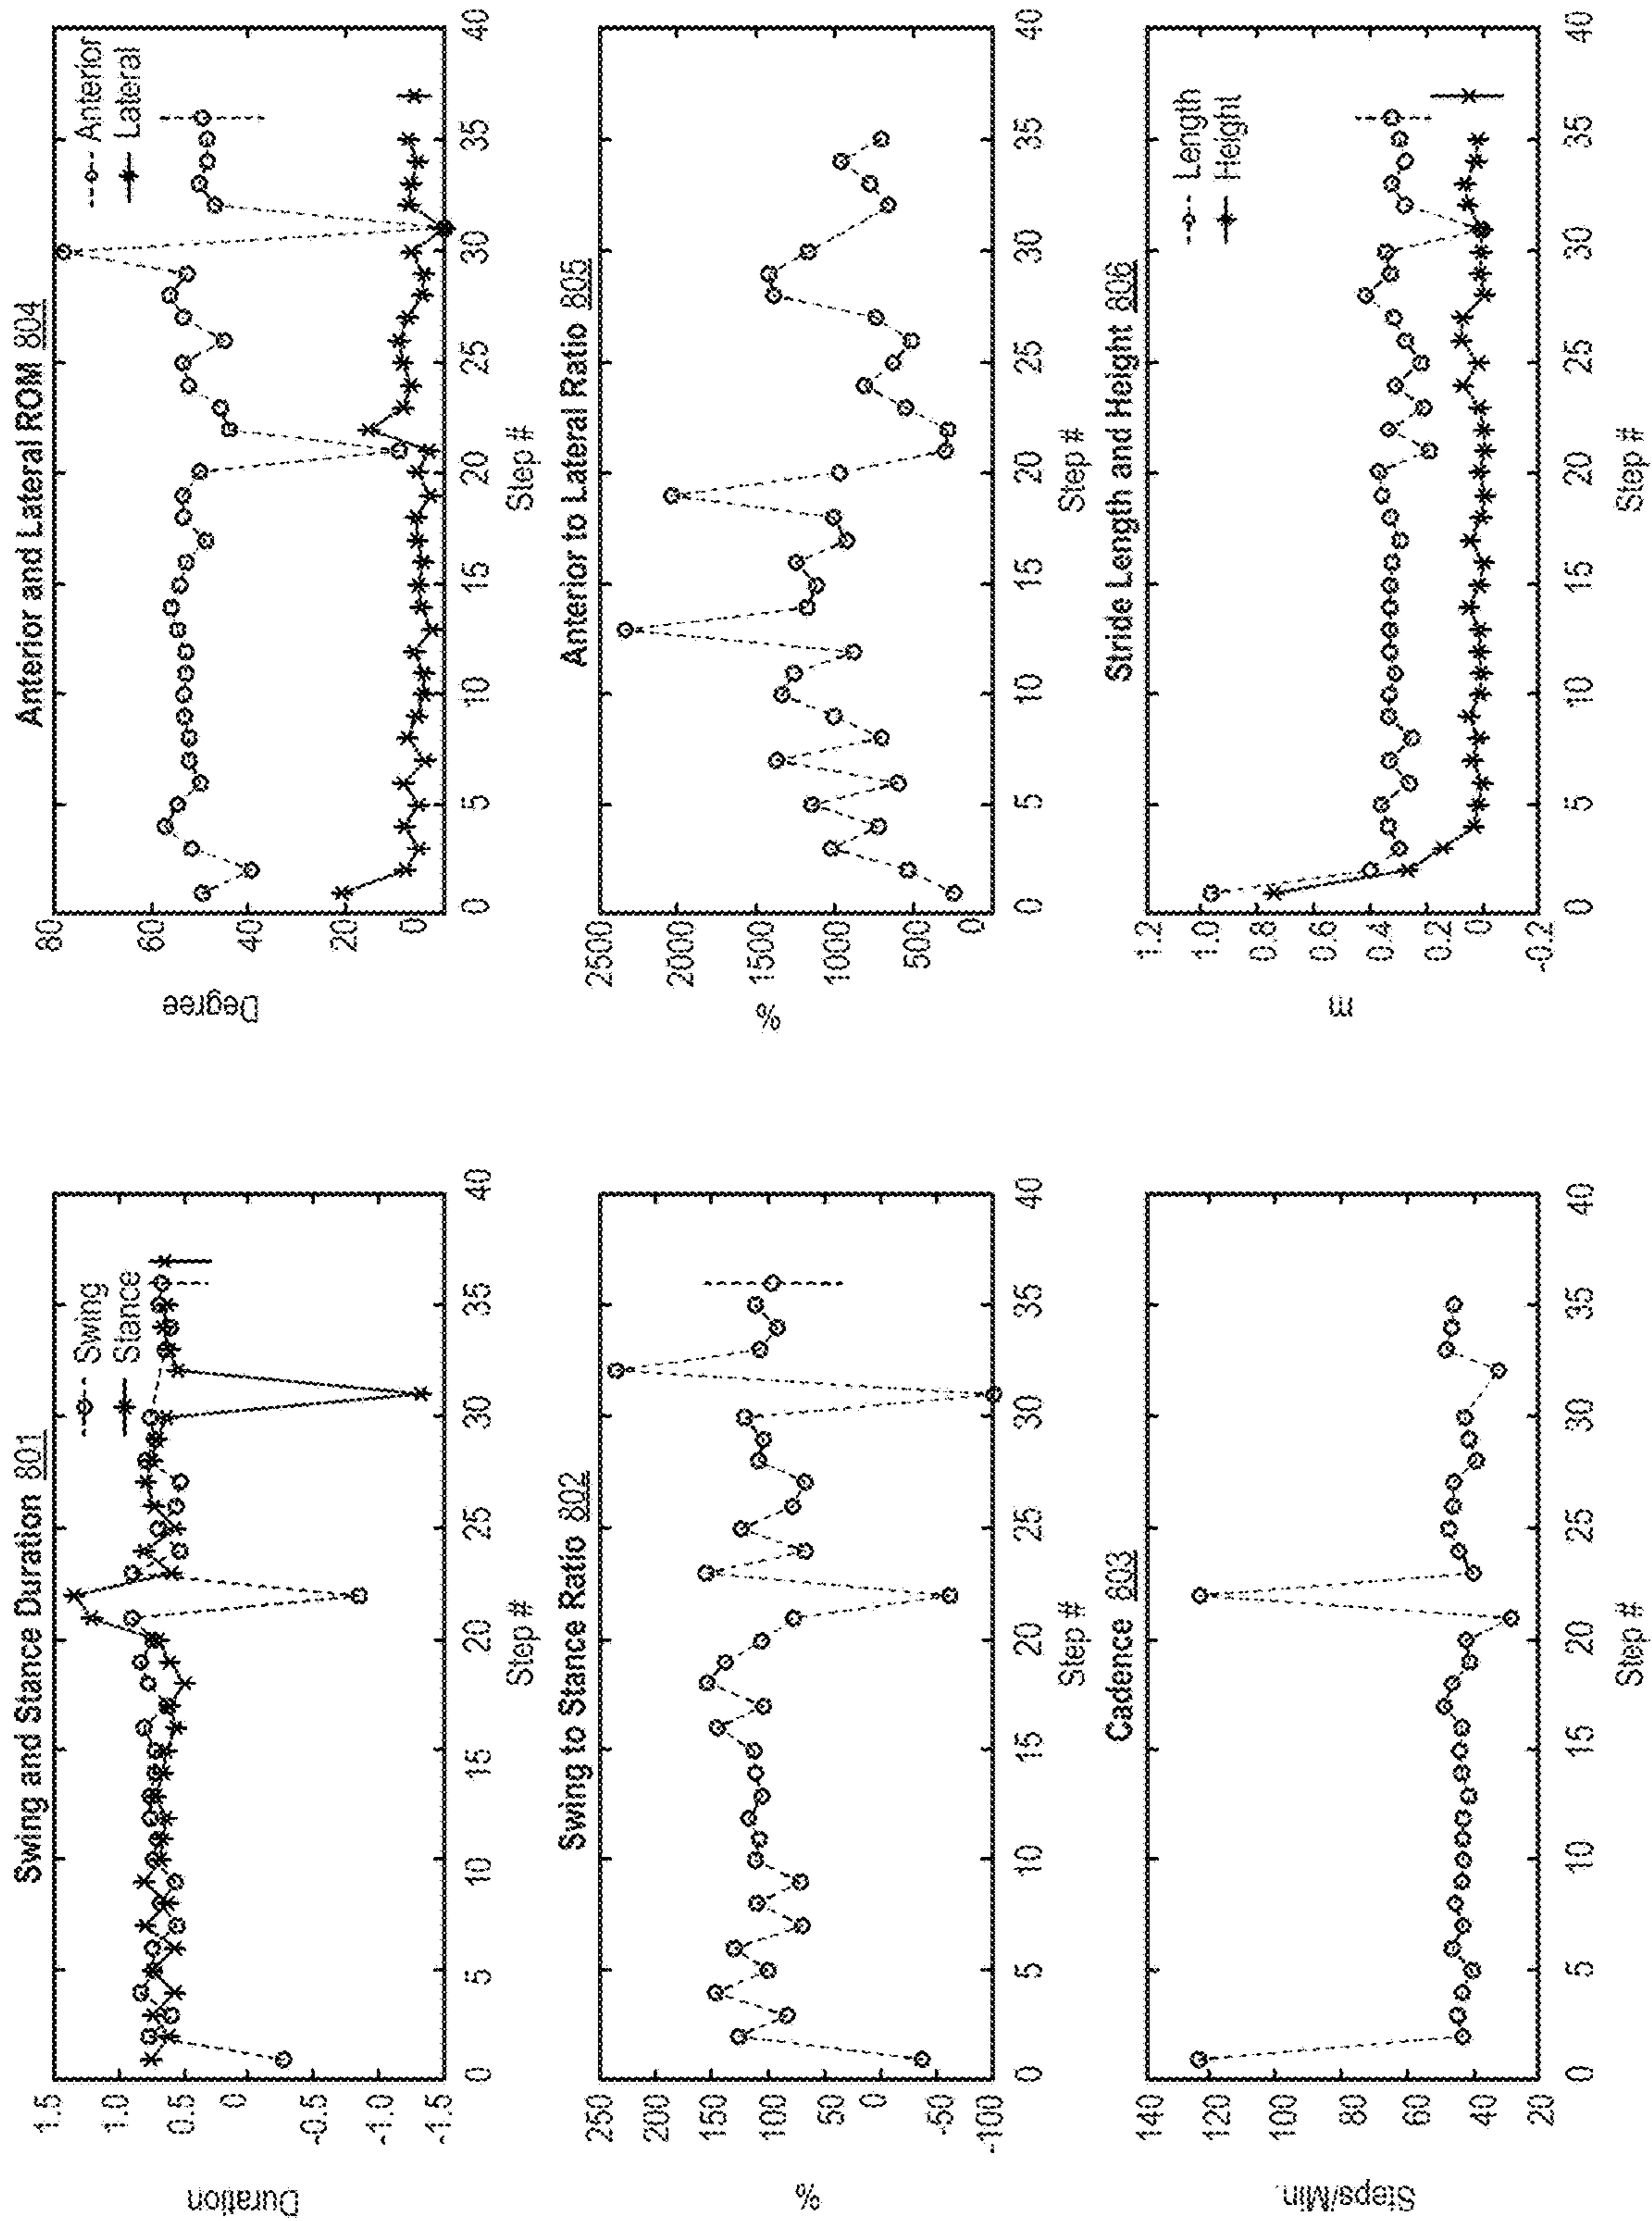 Swing and Stance Duration 801
1.5
1.0
0.5
0
-0.5
-1.0
-1.5
Duration
0 5 10 15 20 25 30 35 40
Step #
Swing
Stance
Anterior and Lateral ROM 804
80
60
40
20
0
Degree
0 5 10 15 20 25 30 35 40
Step #
Anterior
Lateral
Swing to Stance Ratio 802
250
200
150
100
50
0
-50
-100
%
0 5 10 15 20 25 30 35 40
Step #
Anterior to Lateral Ratio 805
2500
2000
1500
1000
5000
0
%
0 5 10 15 20 25 30 35 40
Step #
Cadence 803
140
120
100
80
60
40
20
Steps/Min.
0 5 10 15 20 25 30 35 40
Step #
Stride Length and Height 806
1.2
1.0
0.8
0.6
0.4
0.2
0
-0.2
m
0 5 10 15 20 25 30 35 40
Step #
Length
Height